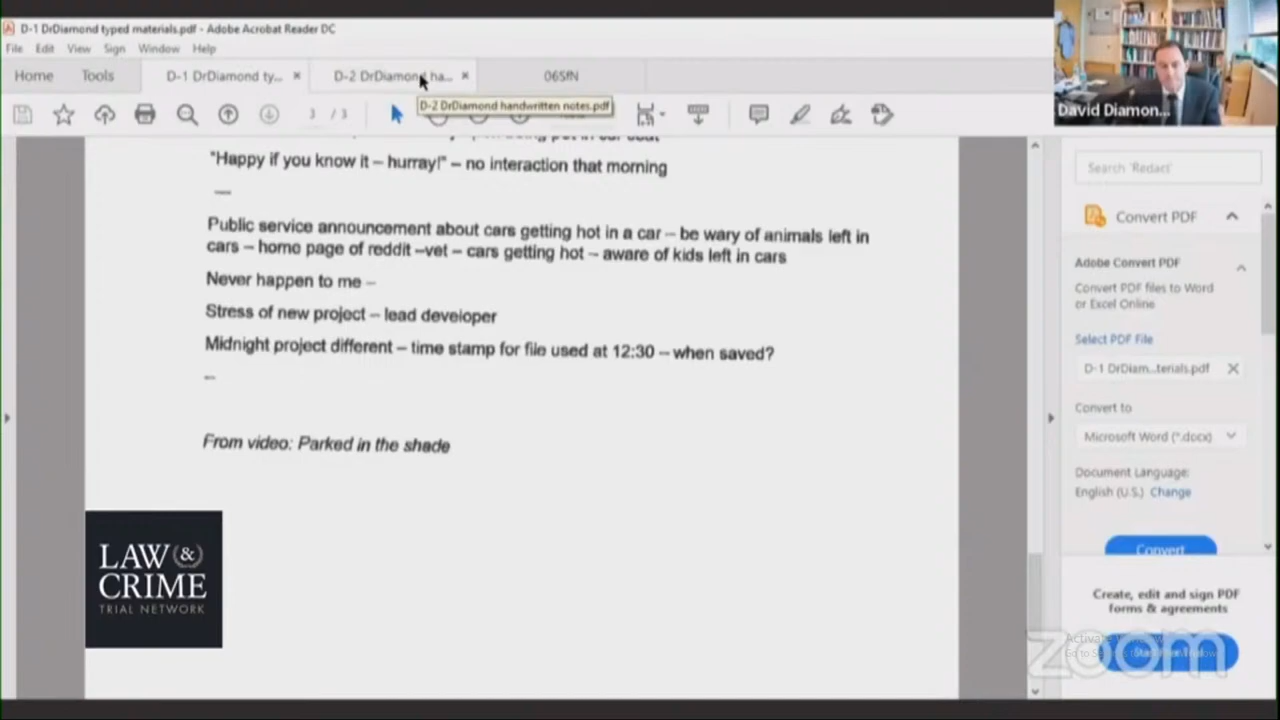 D-1 DrDiamond typed materials.pdf - Adobe Acrobat Reader DC
File Edit View Sign Window Help
Home Tools D-1 DrDiamond ty... × D-2 DrDiamond ha... ×
D-2 DrDiamond handwritten notes.pdf
3 / 3
David Diamon...
"Happy if you know it – hurray!" – no interaction that morning
—
Public service announcement about cars getting hot in a car – be wary of animals left in
cars – home page of reddit –vet – cars getting hot – aware of kids left in cars
Never happen to me –
Stress of new project – lead developer
Midnight project different – time stamp for file used at 12:30 – when saved?
–
From video: Parked in the shade
LAW &
CRIME
TRIAL NETWORK
Search 'Redact'
Convert PDF
Adobe Convert PDF
Convert PDF files to Word
or Excel Online
Select PDF File
D-1 DrDiam...terials.pdf ×
Convert to
Microsoft Word (*.docx)
Document Language:
English (U.S.) Change
Convert
Create, edit and sign PDF
forms & agreements
zoom